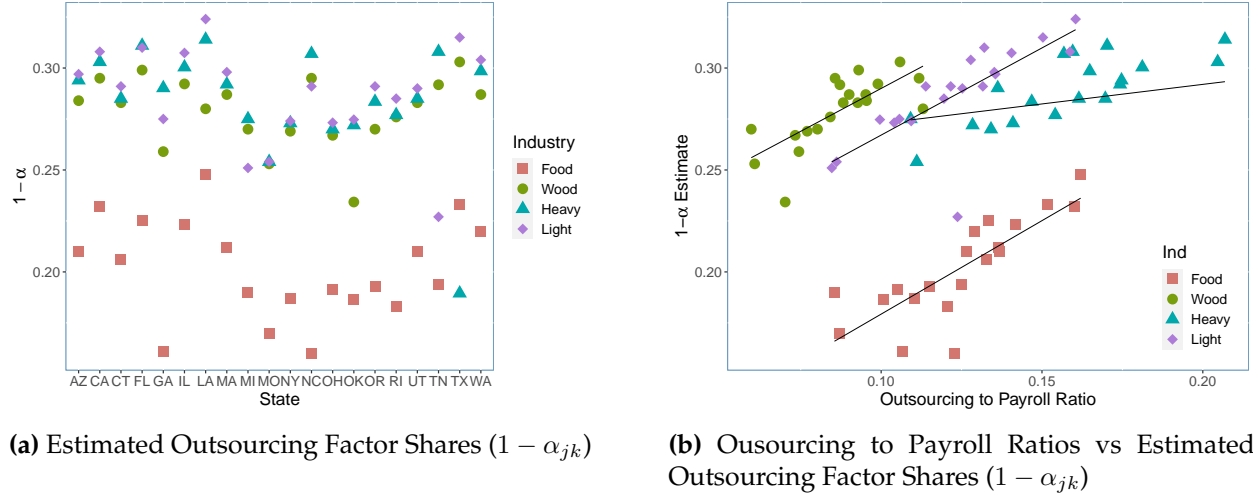 0.30
0.25
0.20
1 − α
AZ CA CT FL GA IL LA MA MI MO NY NC OH OK OR RI UT TN TX WA
State
Industry
Food
Wood
Heavy
Light
(a) Estimated Outsourcing Factor Shares (1 − αjk)
0.30
0.25
0.20
1−α Estimate
0.10 0.15 0.20
Outsourcing to Payroll Ratio
Ind
Food
Wood
Heavy
Light
(b) Ousourcing to Payroll Ratios vs Estimated
Outsourcing Factor Shares (1 − αjk)